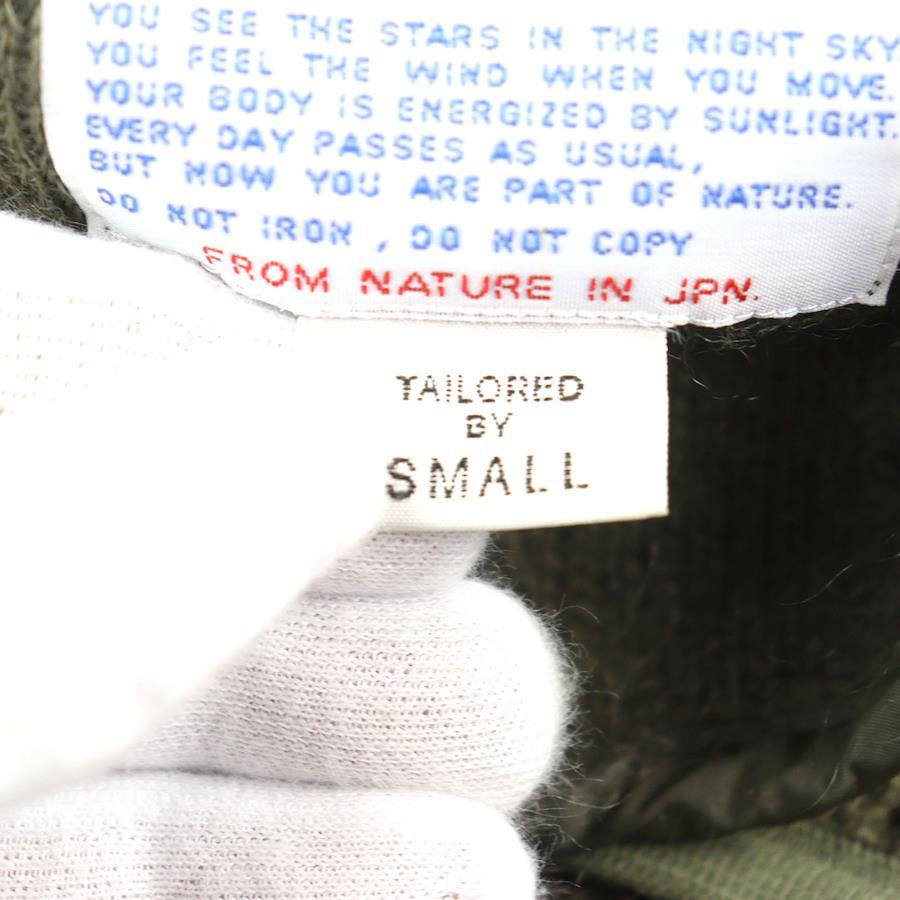 YOU SEE THE STARS IN THE NIGHT SKY.
YOU FEEL THE WIND WHEN YOU MOVE.
YOUR BODY IS ENERGIZED BY SUNLIGHT.
EVERY DAY PASSES AS USUAL,
BUT NOW YOU ARE PART OF NATURE.
DO NOT IRON , DO NOT COPY
FROM NATURE IN JPN.
TAILORED
BY
SMALL